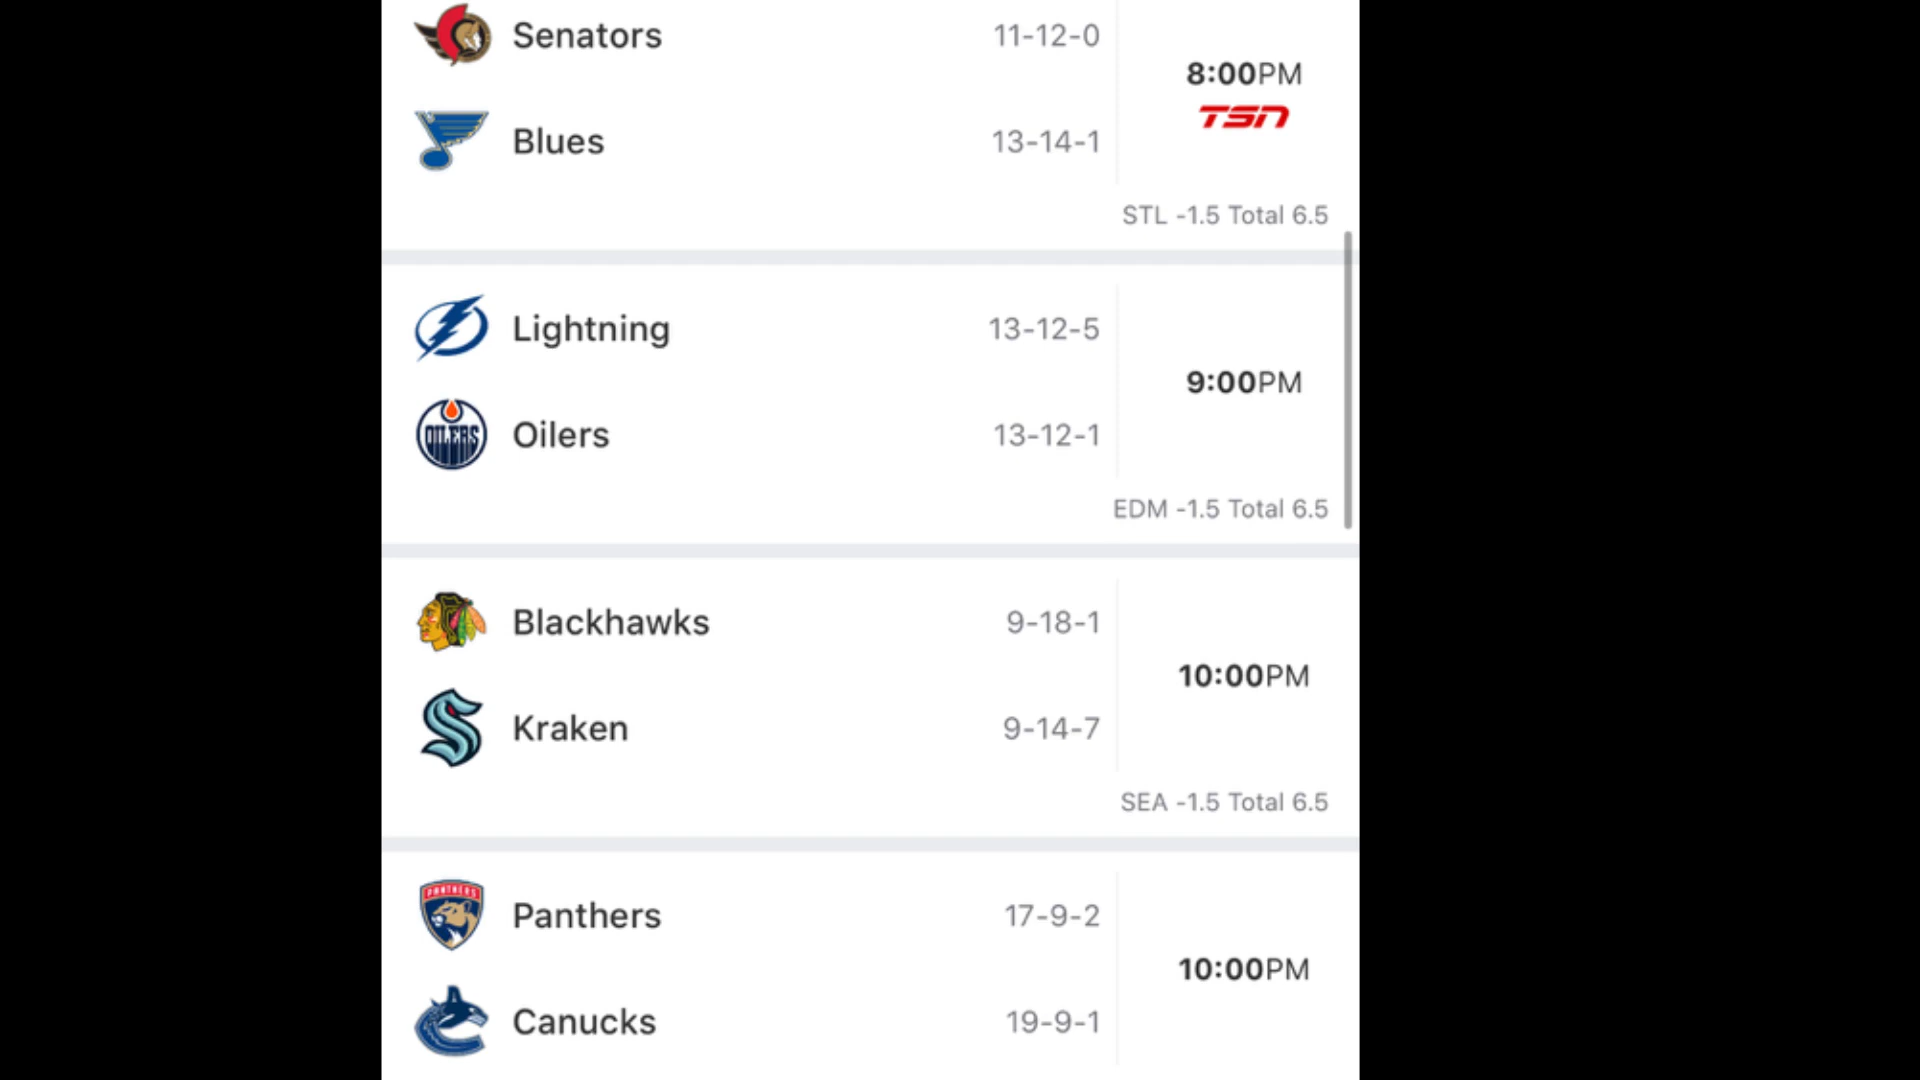 Senators 11-12-0
8:00PM
TSN
Blues 13-14-1
STL -1.5 Total 6.5
Lightning 13-12-5
9:00PM
OILERS
Oilers 13-12-1
EDM -1.5 Total 6.5
Blackhawks 9-18-1
10:00PM
Kraken 9-14-7
SEA -1.5 Total 6.5
PANTHERS
Panthers 17-9-2
10:00PM
Canucks 19-9-1